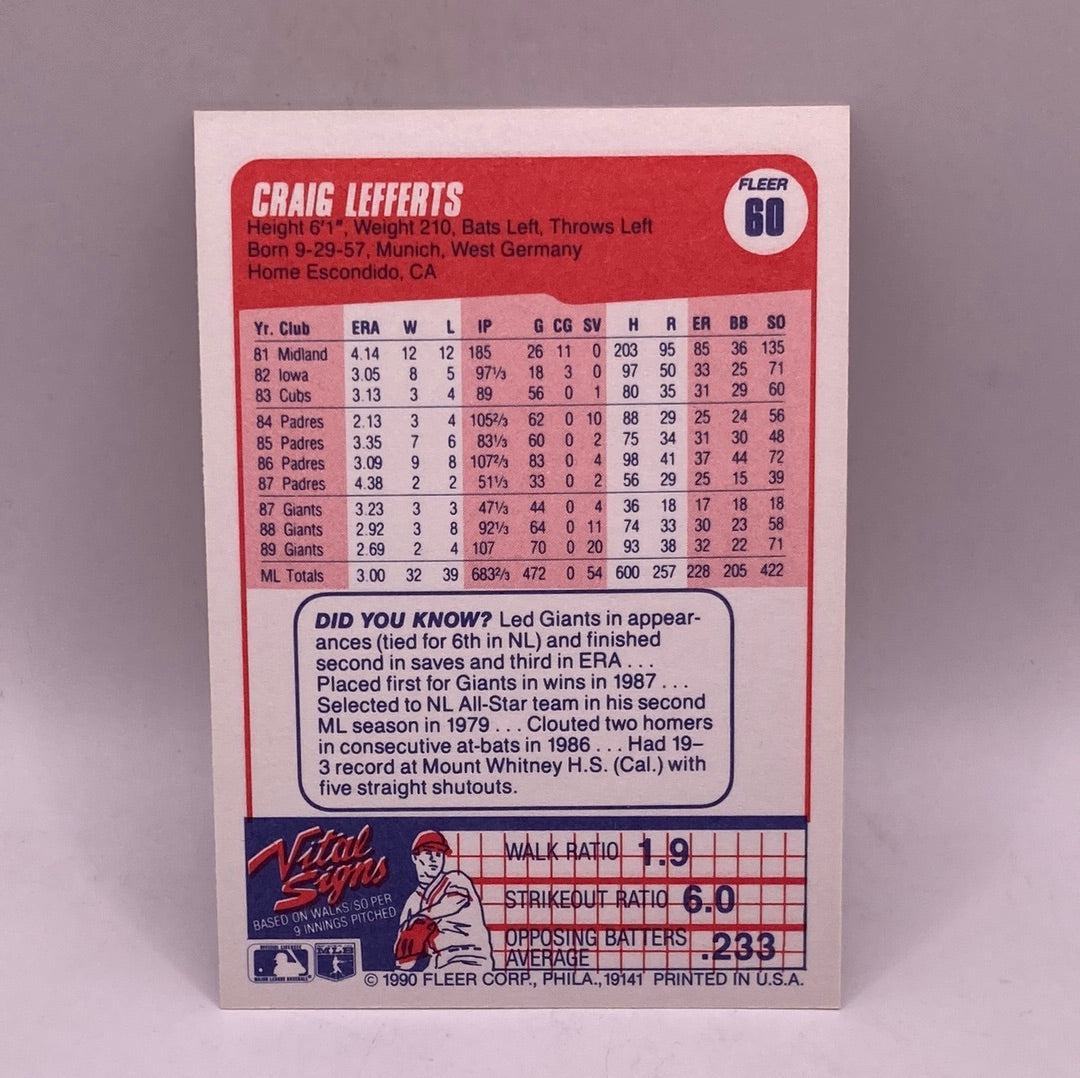 CRAIG LEFFERTS
FLEER
60
Height 6'1", Weight 210, Bats Left, Throws Left
Born 9-29-57, Munich, West Germany
Home Escondido, CA
Yr. Club ERA W L IP G CG SV H R ER BB SO
81 Midland 4.14 12 12 185 26 11 0 203 95 85 36 135
82 Iowa 3.05 8 5 97⅓ 18 3 0 97 50 33 25 71
83 Cubs 3.13 3 4 89 56 0 1 80 35 31 29 60
84 Padres 2.13 3 4 105⅔ 62 0 10 88 29 25 24 56
85 Padres 3.35 7 6 83⅓ 60 0 2 75 34 31 30 48
86 Padres 3.09 9 8 107⅔ 83 0 4 98 41 37 44 72
87 Padres 4.38 2 2 51⅓ 33 0 2 56 29 25 15 39
87 Giants 3.23 3 3 47⅓ 44 0 4 36 18 17 18 18
88 Giants 2.92 3 8 92⅓ 64 0 11 74 33 30 23 58
89 Giants 2.69 2 4 107 70 0 20 93 38 32 22 71
ML Totals 3.00 32 39 683⅔ 472 0 54 600 257 228 205 422
DID YOU KNOW? Led Giants in appear-
ances (tied for 6th in NL) and finished
second in saves and third in ERA . . .
Placed first for Giants in wins in 1987 . . .
Selected to NL All-Star team in his second
ML season in 1979 . . . Clouted two homers
in consecutive at-bats in 1986 . . . Had 19–
3 record at Mount Whitney H.S. (Cal.) with
five straight shutouts.
Vital
Signs
BASED ON WALKS/SO PER
9 INNINGS PITCHED
WALK RATIO 1.9
STRIKEOUT RATIO 6.0
OPPOSING BATTERS
AVERAGE .233
MLB
© 1990 FLEER CORP., PHILA., 19141 PRINTED IN U.S.A.